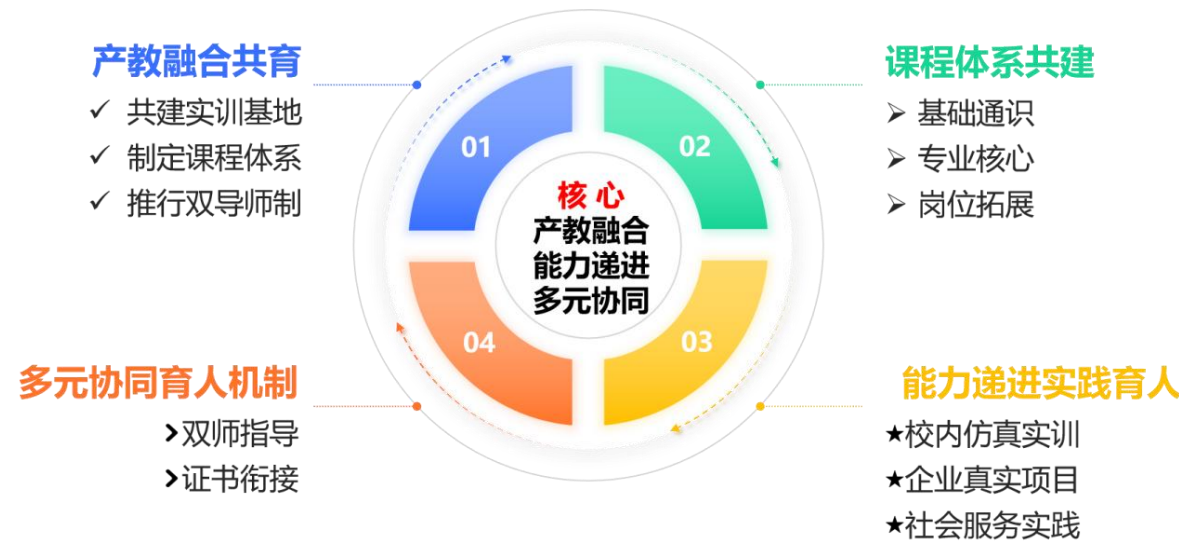 产教融合共育
✓ 共建实训基地
✓ 制定课程体系
✓ 推行双导师制
01
02
核心
产教融合
能力递进
多元协同
04
03
课程体系共建
➢ 基础通识
➢ 专业核心
➢ 岗位拓展
多元协同育人机制
›双师指导
›证书衔接
能力递进实践育人
★校内仿真实训
★企业真实项目
★社会服务实践